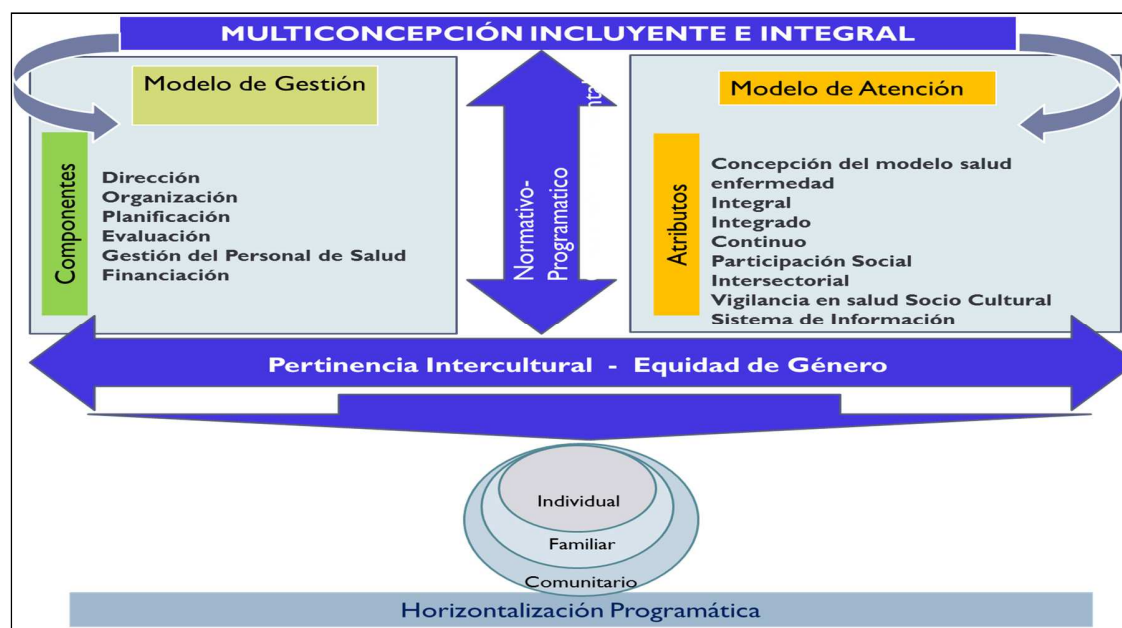 MULTICONCEPCIÓN INCLUYENTE E INTEGRAL
Modelo de Gestión
Componentes
Dirección
Organización
Planificación
Evaluación
Gestión del Personal de Salud
Financiación
Normativo-
Programatico
Modelo de Atención
Atributos
Concepción del modelo salud
enfermedad
Integral
Integrado
Continuo
Participación Social
Intersectorial
Vigilancia en salud Socio Cultural
Sistema de Información
Pertinencia Intercultural - Equidad de Género
Individual
Familiar
Comunitario
Horizontalización Programática